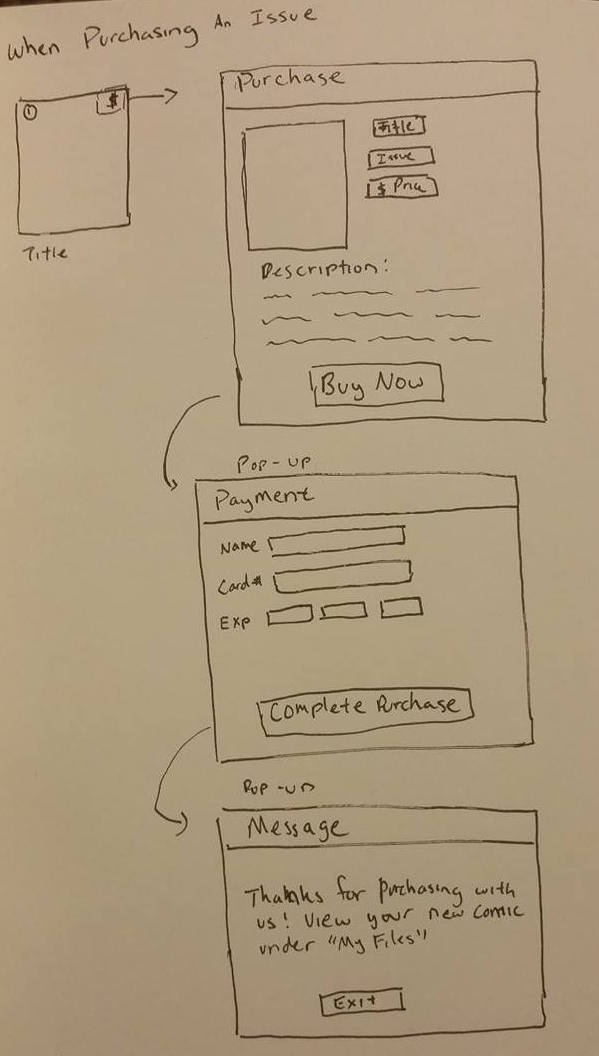 When Purchasing An Issue
$
Title
Purchase
Title
Issue
$ Price
Description:
Buy Now
Pop-up
Payment
Name
Card#
Exp
Complete Purchase
Pop-up
Message
Thanks for purchasing with
us! View your new comic
under "My Files"
Exit